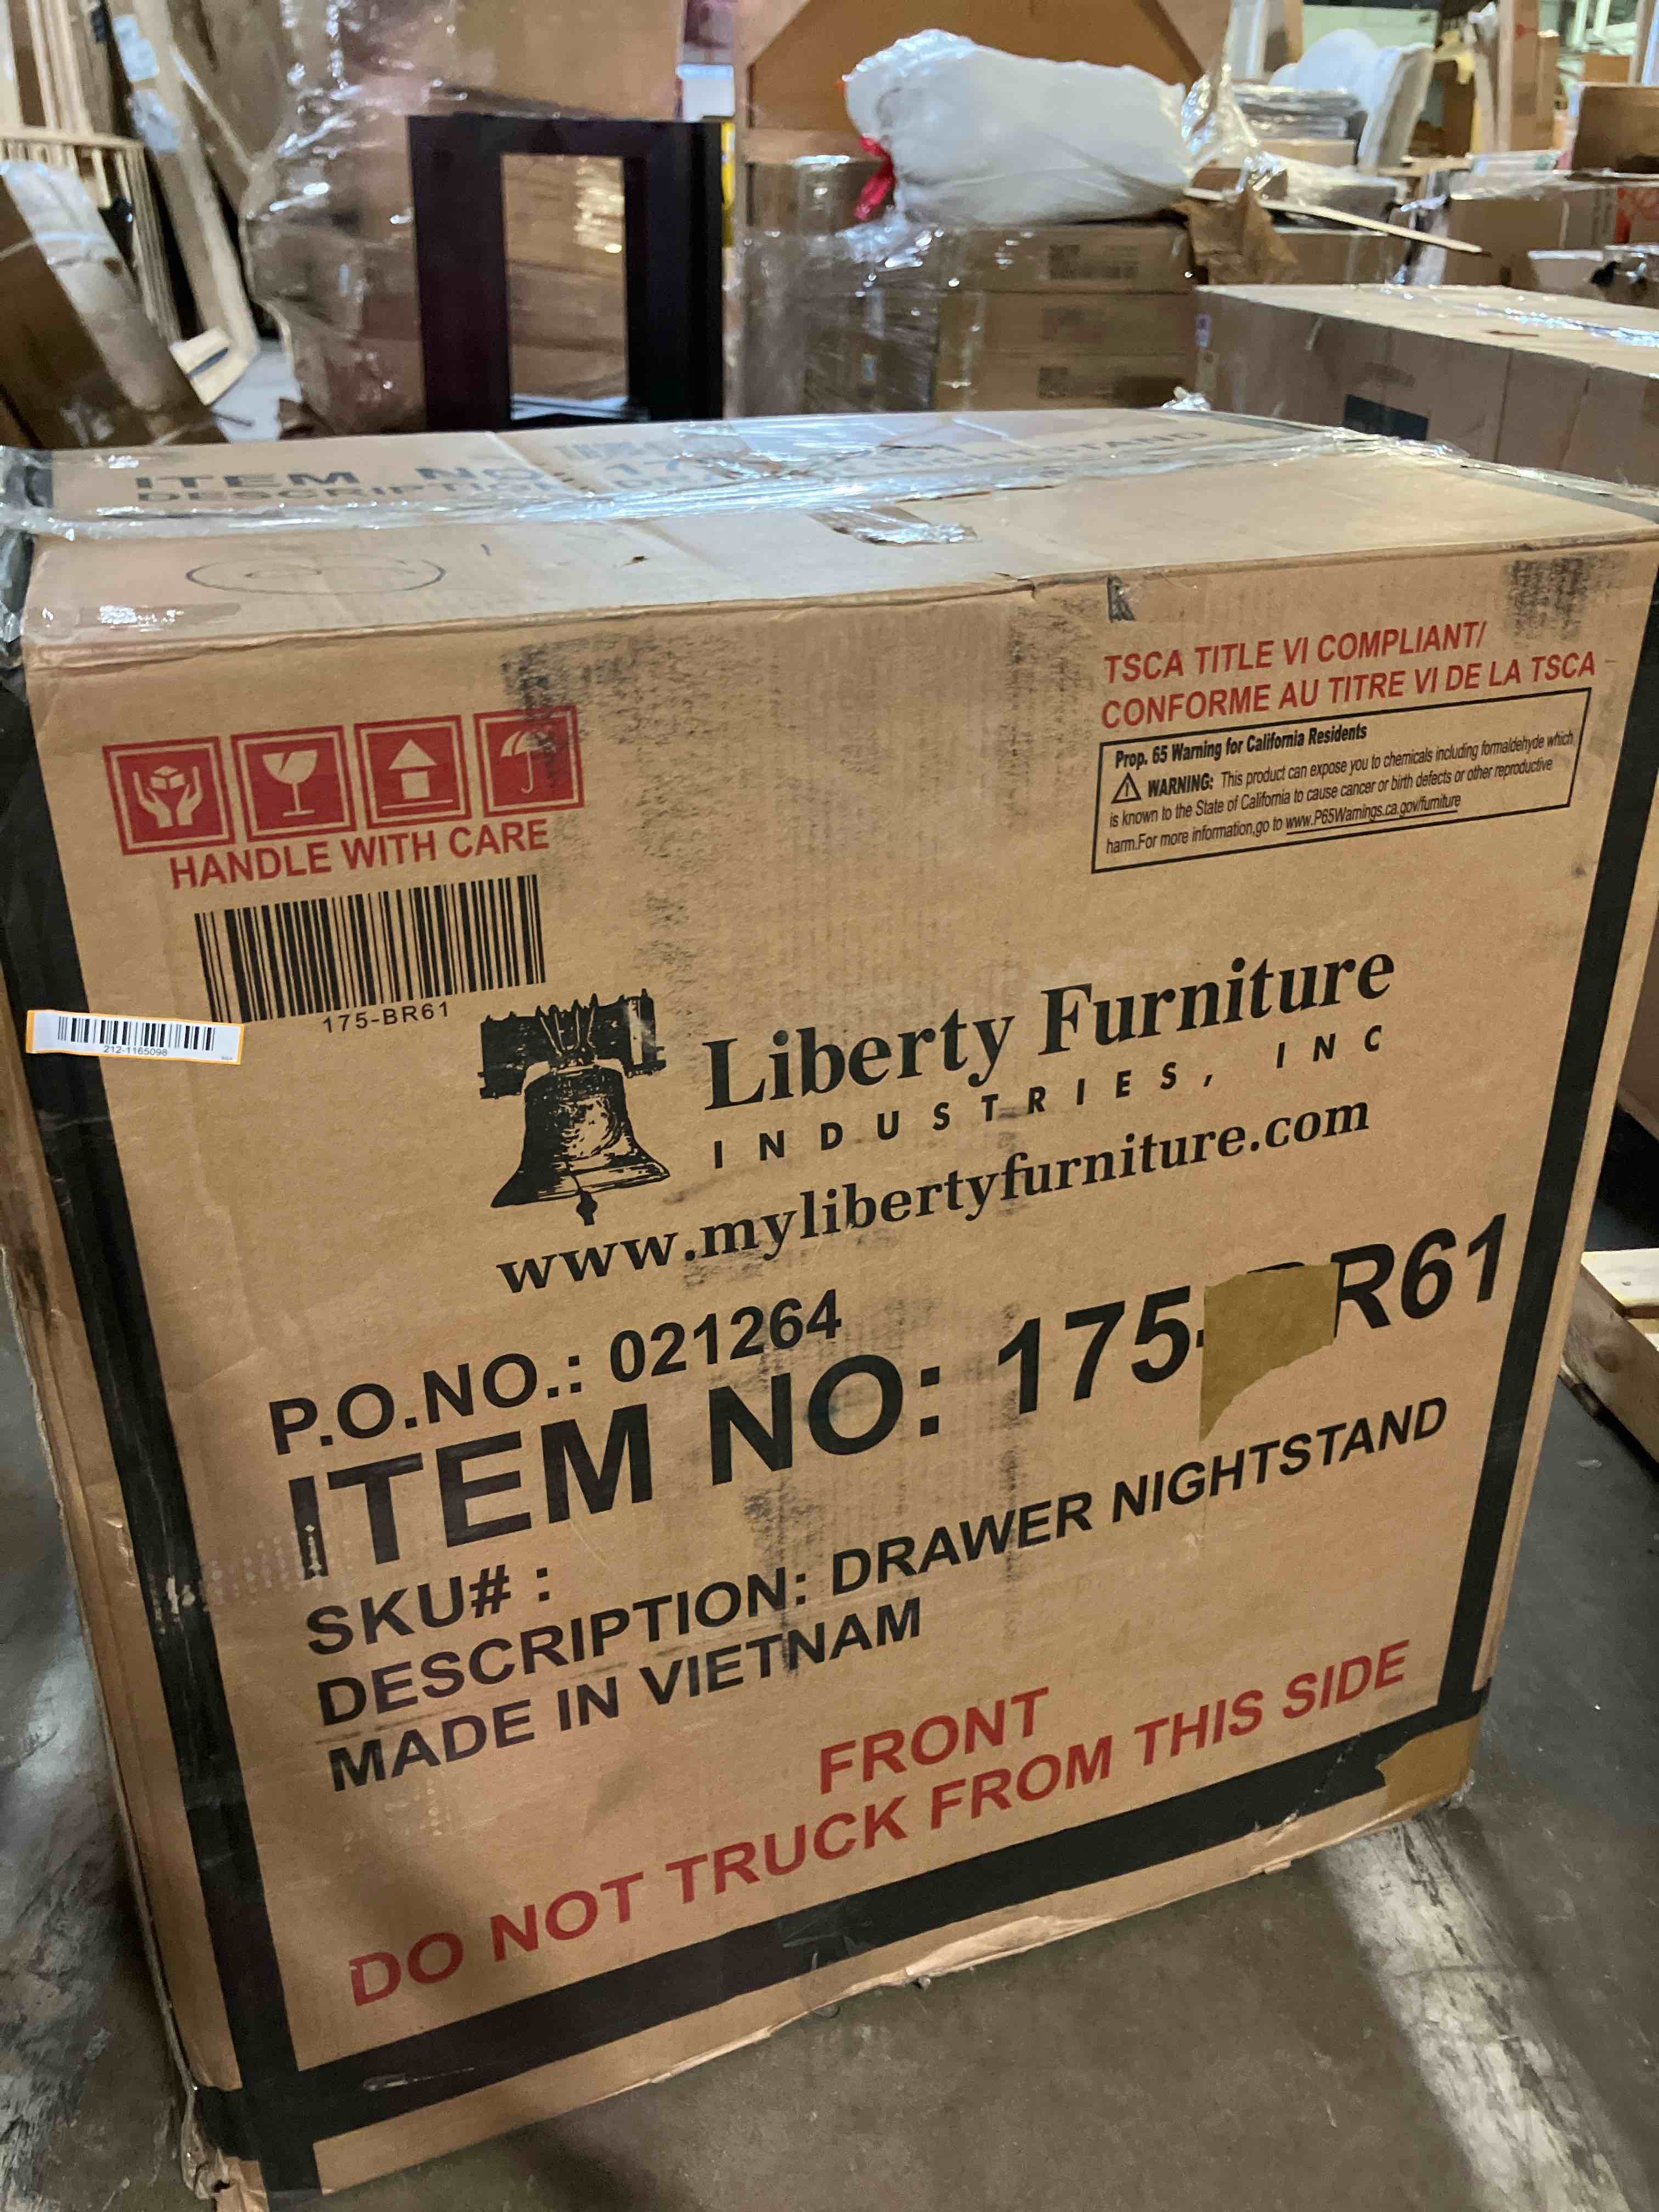 ITEM NO
DESCRIPTION NIGHTSTAND
TSCA TITLE VI COMPLIANT/
CONFORME AU TITRE VI DE LA TSCA
Prop. 65 Warning for California Residents
WARNING: This product can expose you to chemicals including formaldehyde which
is known to the State of California to cause cancer or birth defects or other reproductive
harm.For more information,go to www.P65Warnings.ca.gov/furniture
HANDLE WITH CARE
175-BR61
212-1165098
Liberty Furniture
INDUSTRIES, INC
www.mylibertyfurniture.com
P.O.NO.: 021264
ITEM NO: 175- R61
SKU# :
DESCRIPTION: DRAWER NIGHTSTAND
MADE IN VIETNAM
FRONT
DO NOT TRUCK FROM THIS SIDE